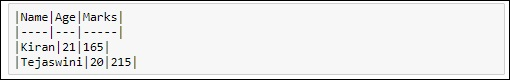 |Name|Age|Marks|
|----|---|-----|
|Kiran|21|165|
|Tejaswini|20|215|